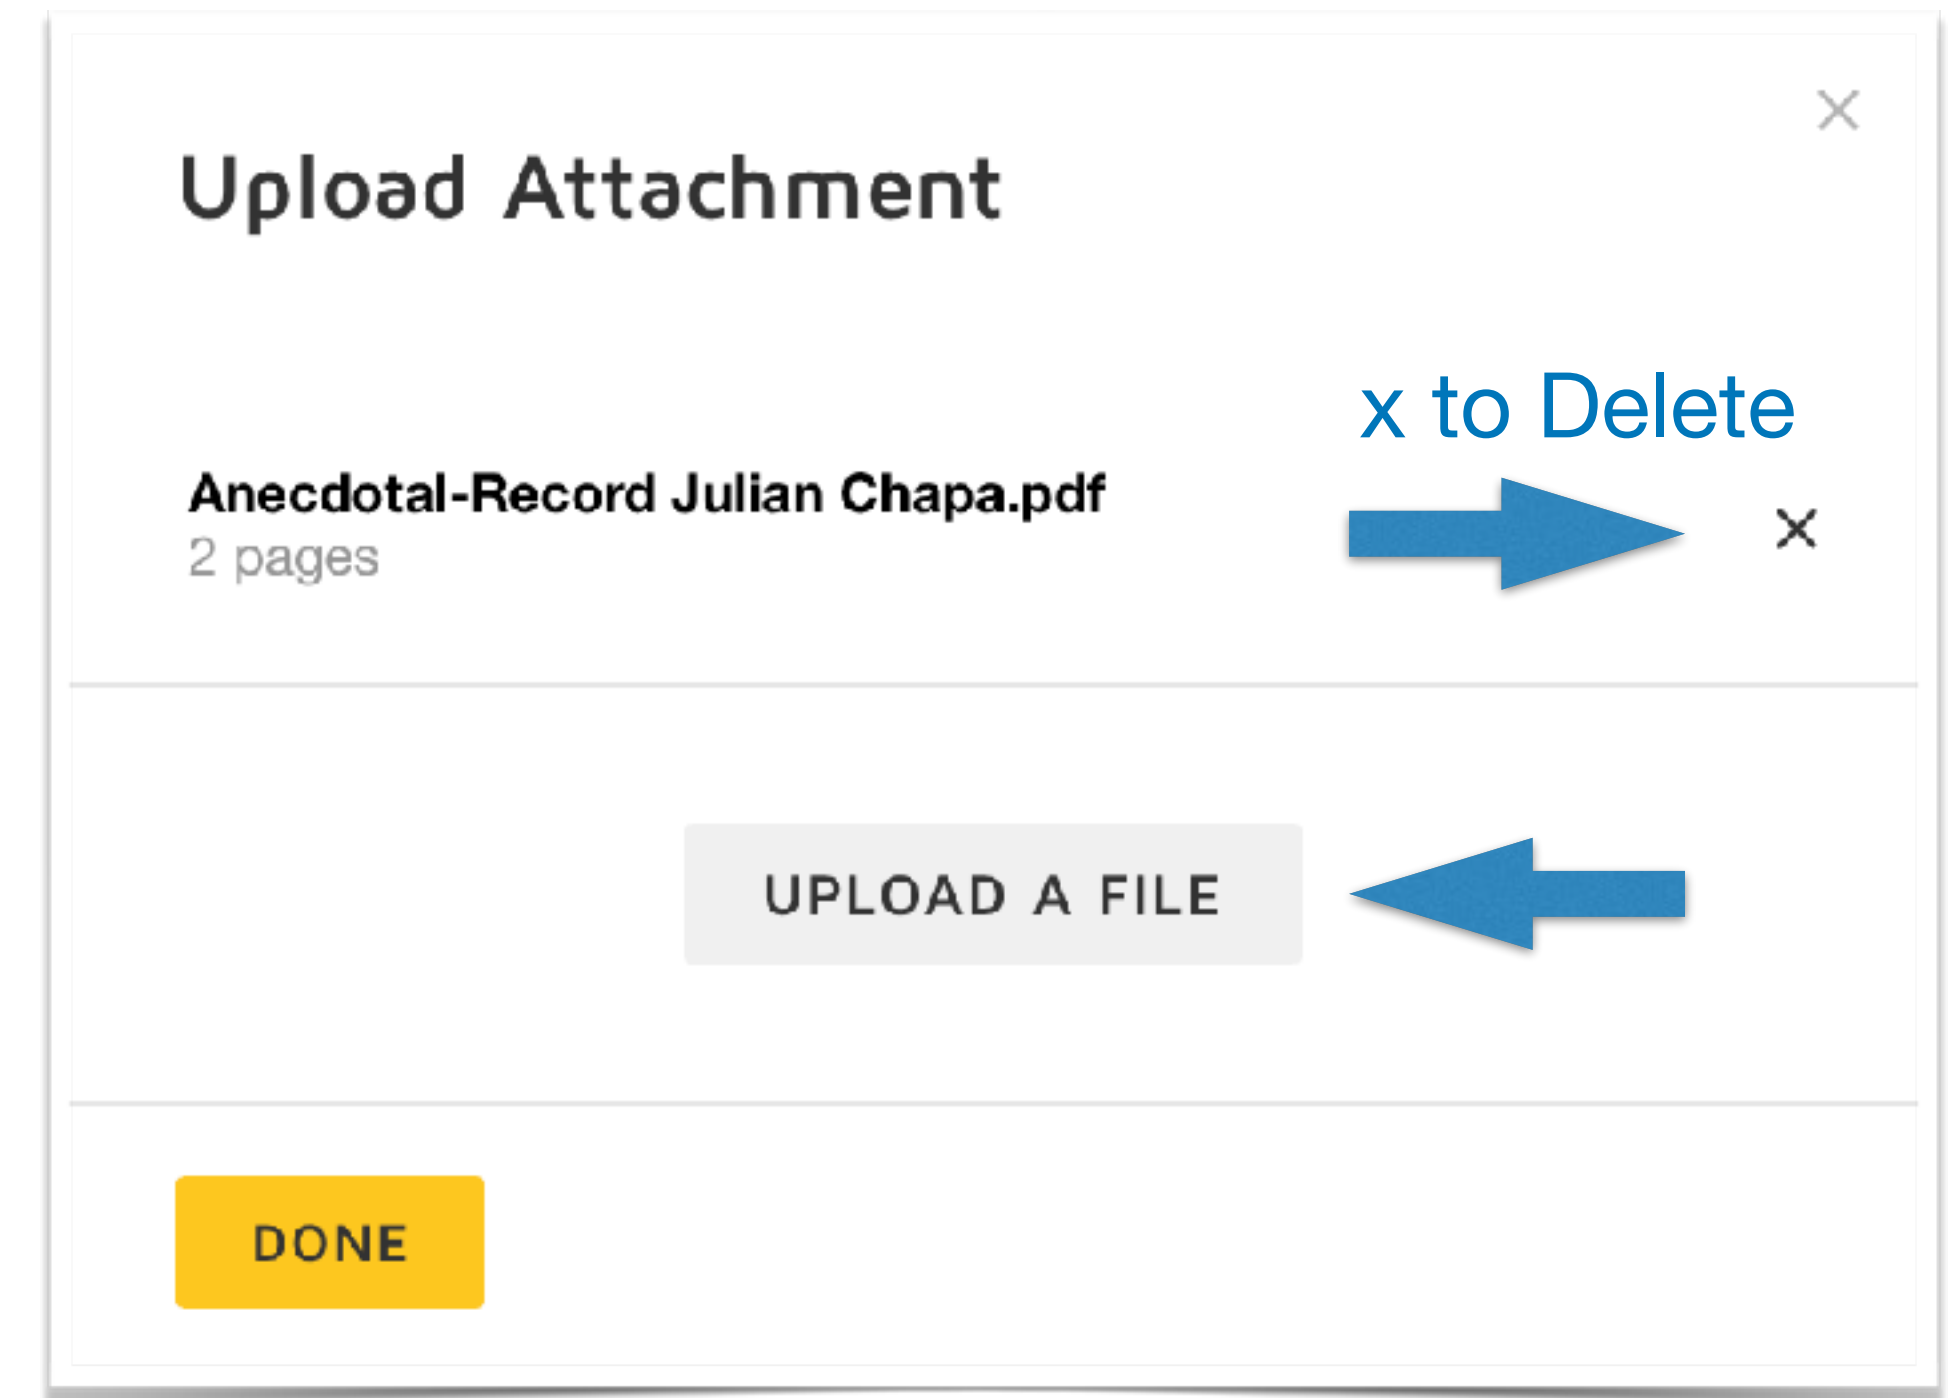 Upload Attachment
x to Delete
Anecdotal-Record Julian Chapa.pdf
2 pages
UPLOAD A FILE
DONE